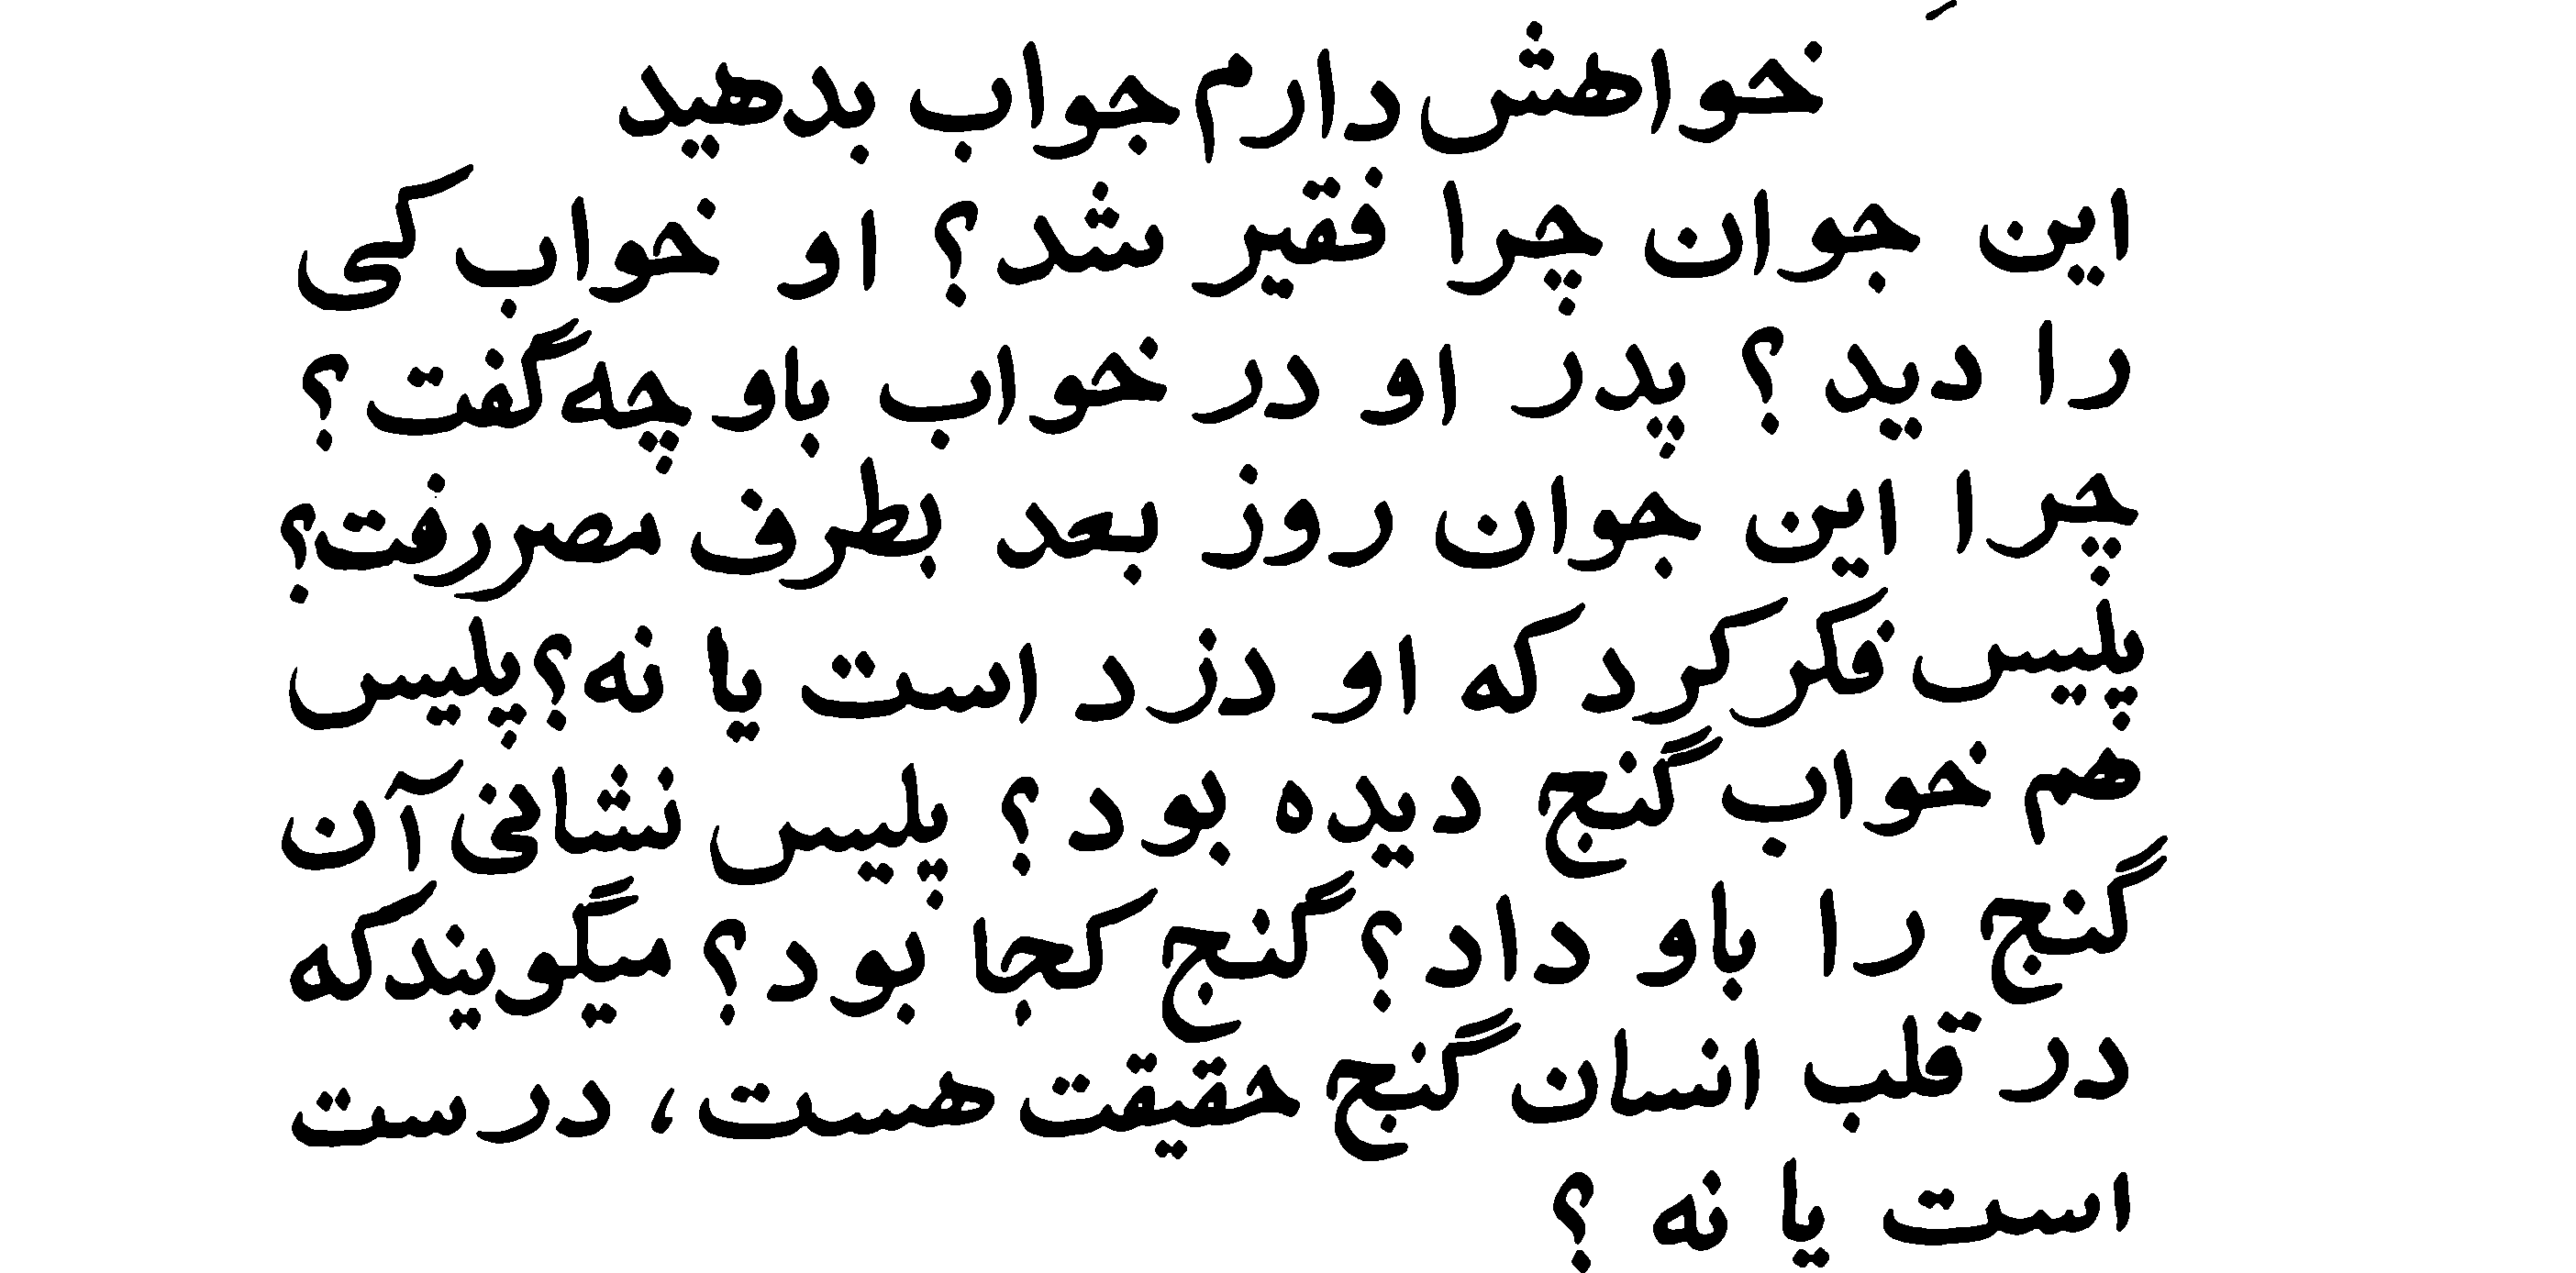 خواهش دارم جواب بدهید
این جوان چرا فقیر شد؟ او خواب کی
را دید؟ پدر او در خواب باو چه گفت؟
چرا این جوان روز بعد بطرف مصر رفت؟
پلیس فکر کرد که او دزد است یا نه؟ پلیس
هم خواب گنج دیده بود؟ پلیس نشانی آن
گنج را باو داد؟ گنج کجا بود؟ میگویند که
در قلب انسان گنج حقیقت هست، درست
است یا نه؟